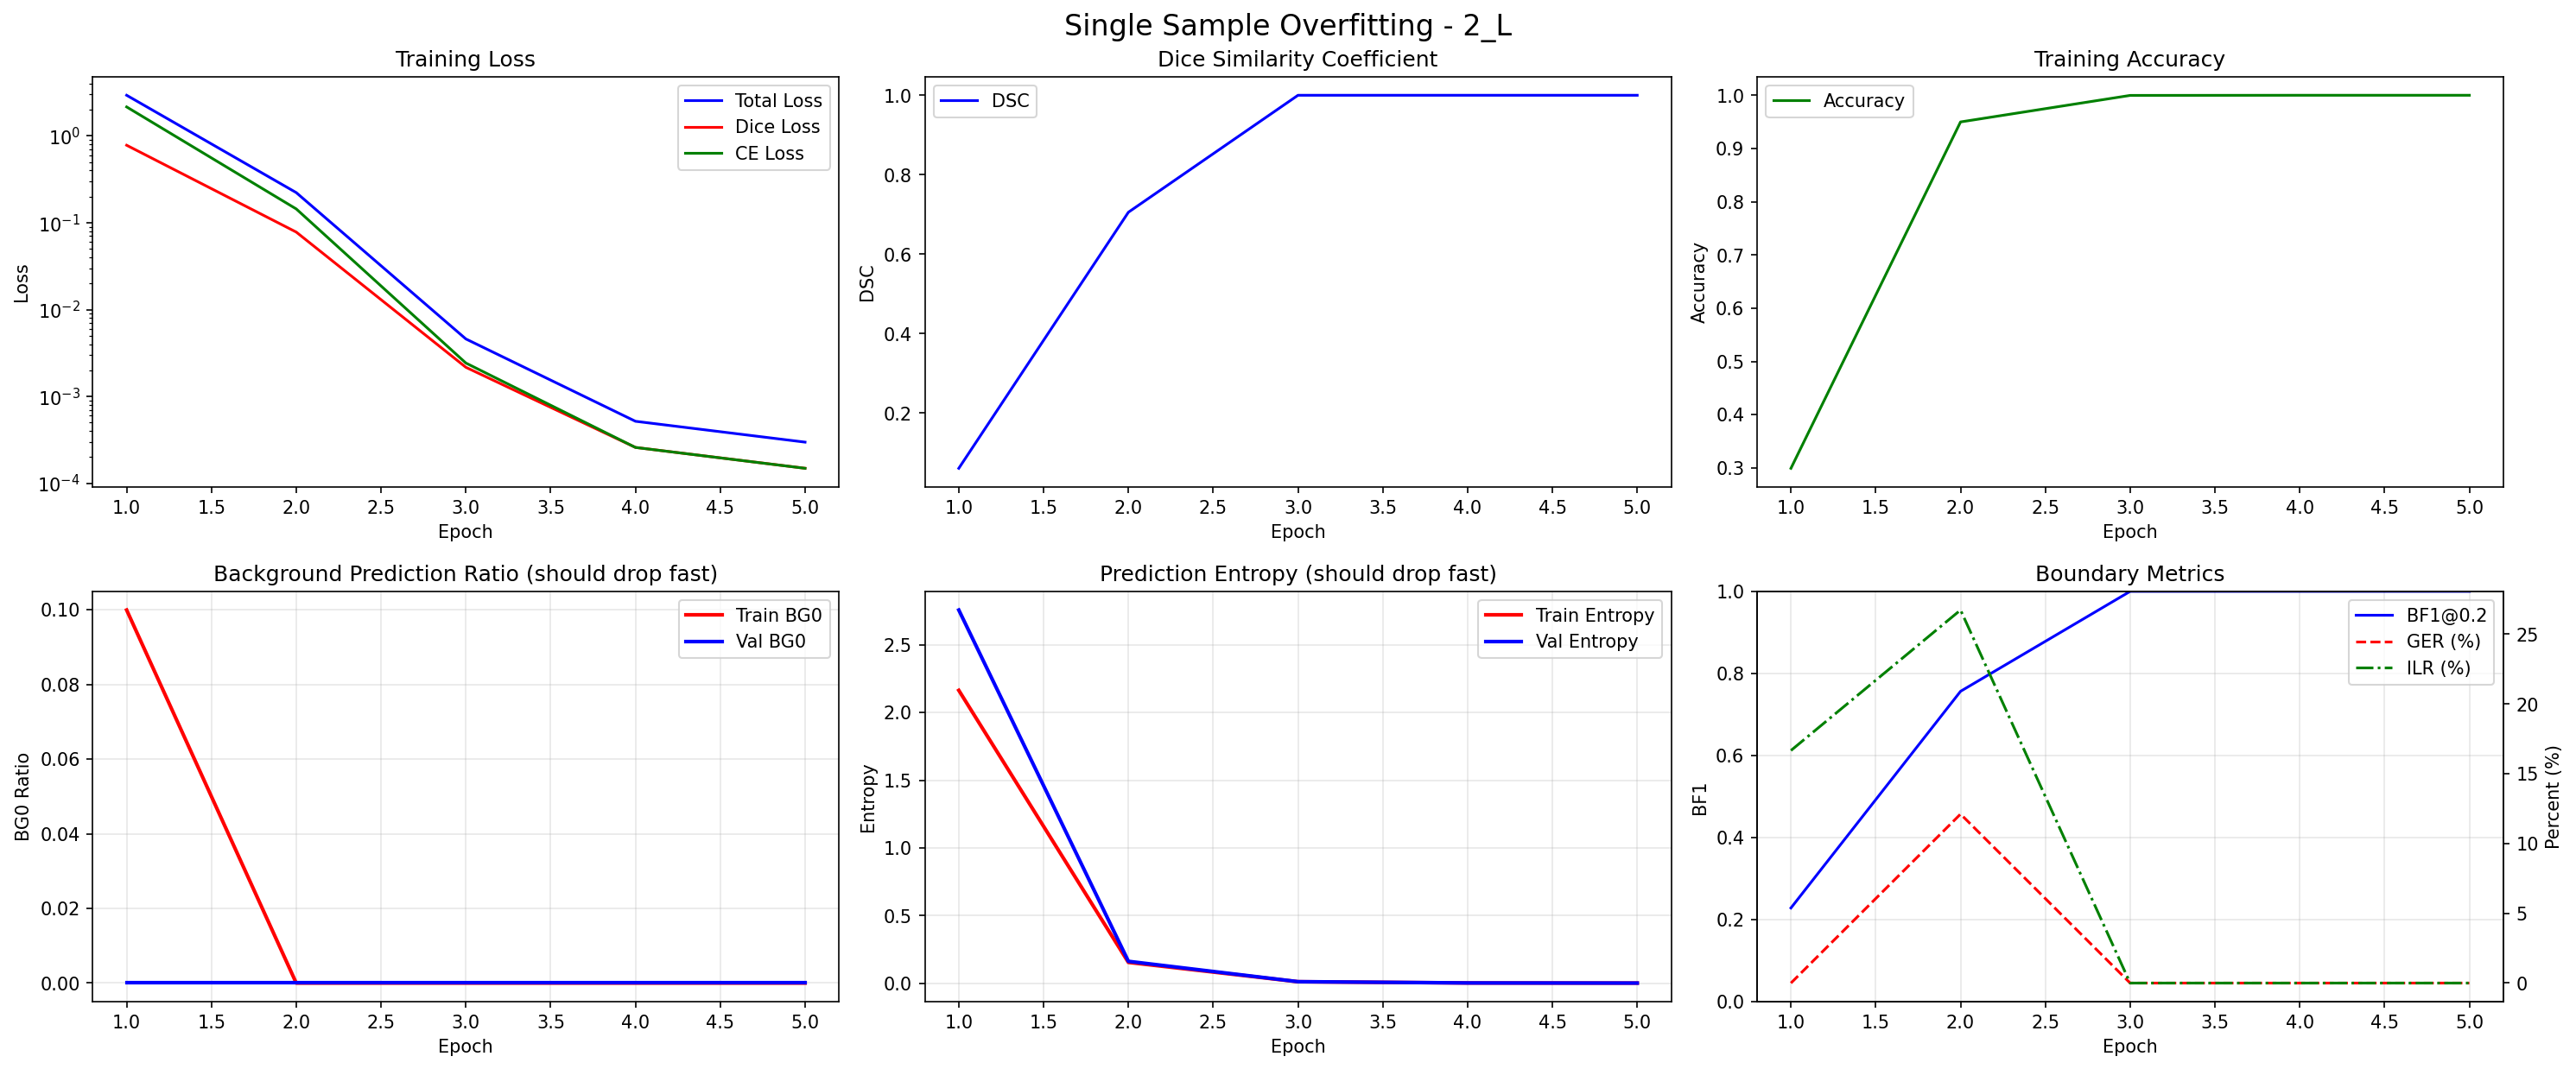 Single Sample Overfitting - 2_L
Training Loss
Loss
10⁰
10⁻¹
10⁻²
10⁻³
10⁻⁴
Total Loss
Dice Loss
CE Loss
1.0 1.5 2.0 2.5 3.0 3.5 4.0 4.5 5.0
Epoch
Dice Similarity Coefficient
DSC
1.0
0.8
0.6
0.4
0.2
DSC
1.0 1.5 2.0 2.5 3.0 3.5 4.0 4.5 5.0
Epoch
Training Accuracy
Accuracy
1.0
0.9
0.8
0.7
0.6
0.5
0.4
0.3
Accuracy
1.0 1.5 2.0 2.5 3.0 3.5 4.0 4.5 5.0
Epoch
Background Prediction Ratio (should drop fast)
BG0 Ratio
0.10
0.08
0.06
0.04
0.02
0.00
Train BG0
Val BG0
1.0 1.5 2.0 2.5 3.0 3.5 4.0 4.5 5.0
Epoch
Prediction Entropy (should drop fast)
Entropy
2.5
2.0
1.5
1.0
0.5
0.0
Train Entropy
Val Entropy
1.0 1.5 2.0 2.5 3.0 3.5 4.0 4.5 5.0
Epoch
Boundary Metrics
BF1
1.0
0.8
0.6
0.4
0.2
0.0
BF1@0.2
GER (%)
ILR (%)
25
20
15
10
5
0
Percent (%)
1.0 1.5 2.0 2.5 3.0 3.5 4.0 4.5 5.0
Epoch